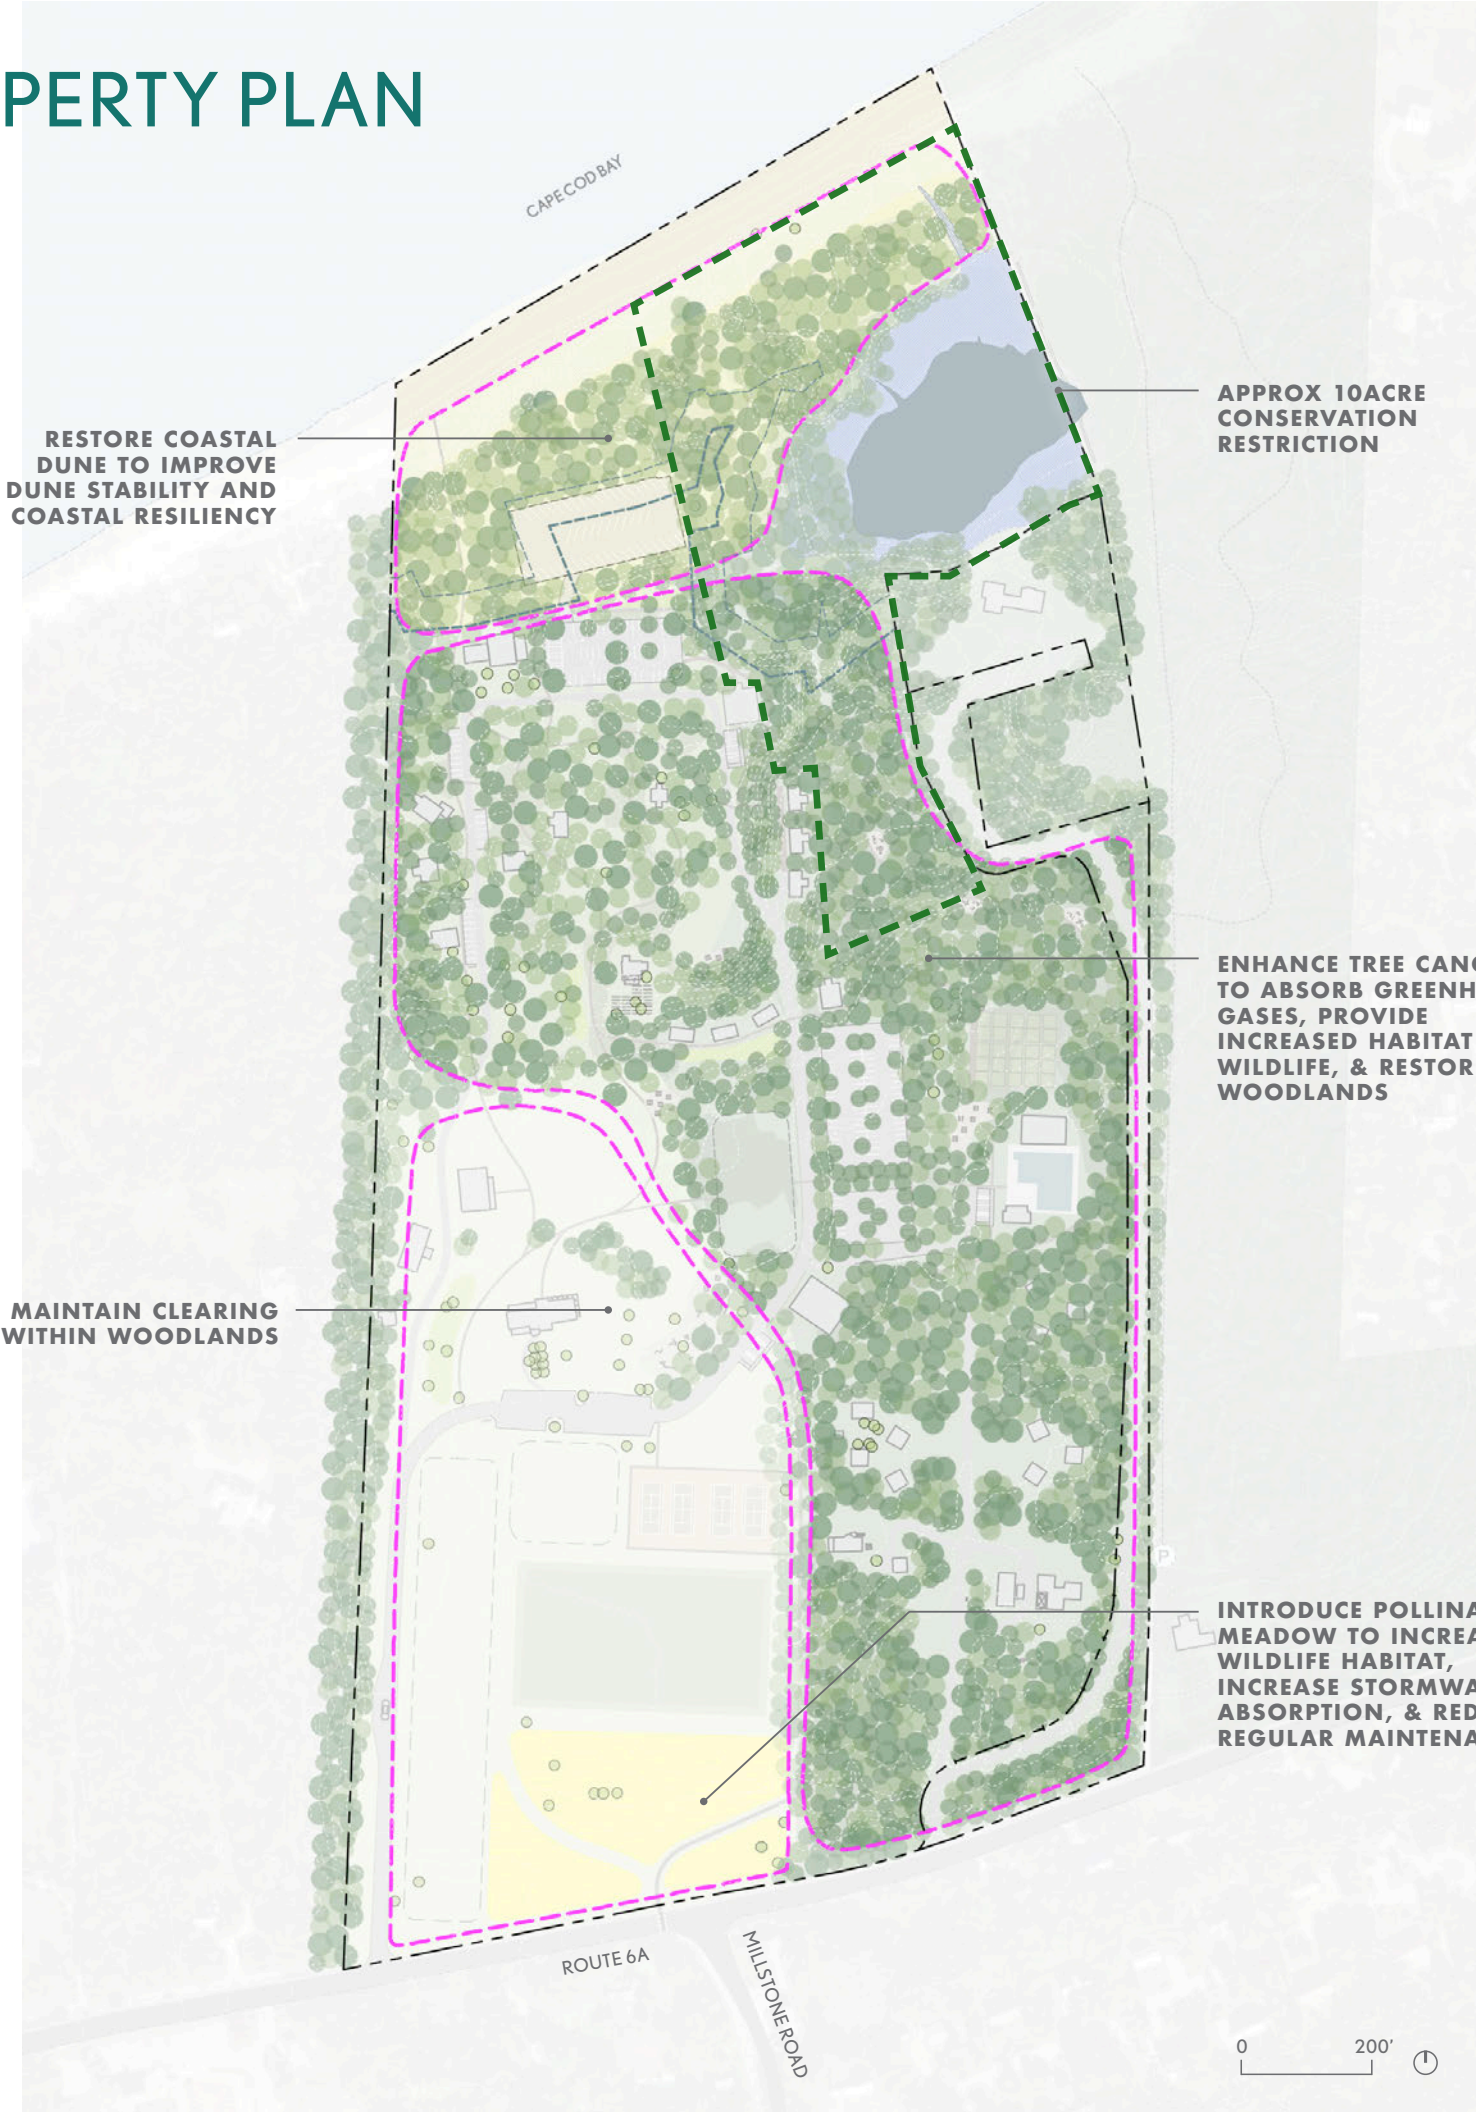 PERTY PLAN
CAPE COD BAY
RESTORE COASTAL
DUNE TO IMPROVE
DUNE STABILITY AND
COASTAL RESILIENCY
APPROX 10ACRE
CONSERVATION
RESTRICTION
ENHANCE TREE CANO
TO ABSORB GREENH
GASES, PROVIDE
INCREASED HABITAT
WILDLIFE, & RESTOR
WOODLANDS
MAINTAIN CLEARING
WITHIN WOODLANDS
P
INTRODUCE POLLINA
MEADOW TO INCREA
WILDLIFE HABITAT,
INCREASE STORMWA
ABSORPTION, & RED
REGULAR MAINTENA
ROUTE 6A
MILLSTONE ROAD
0 200'